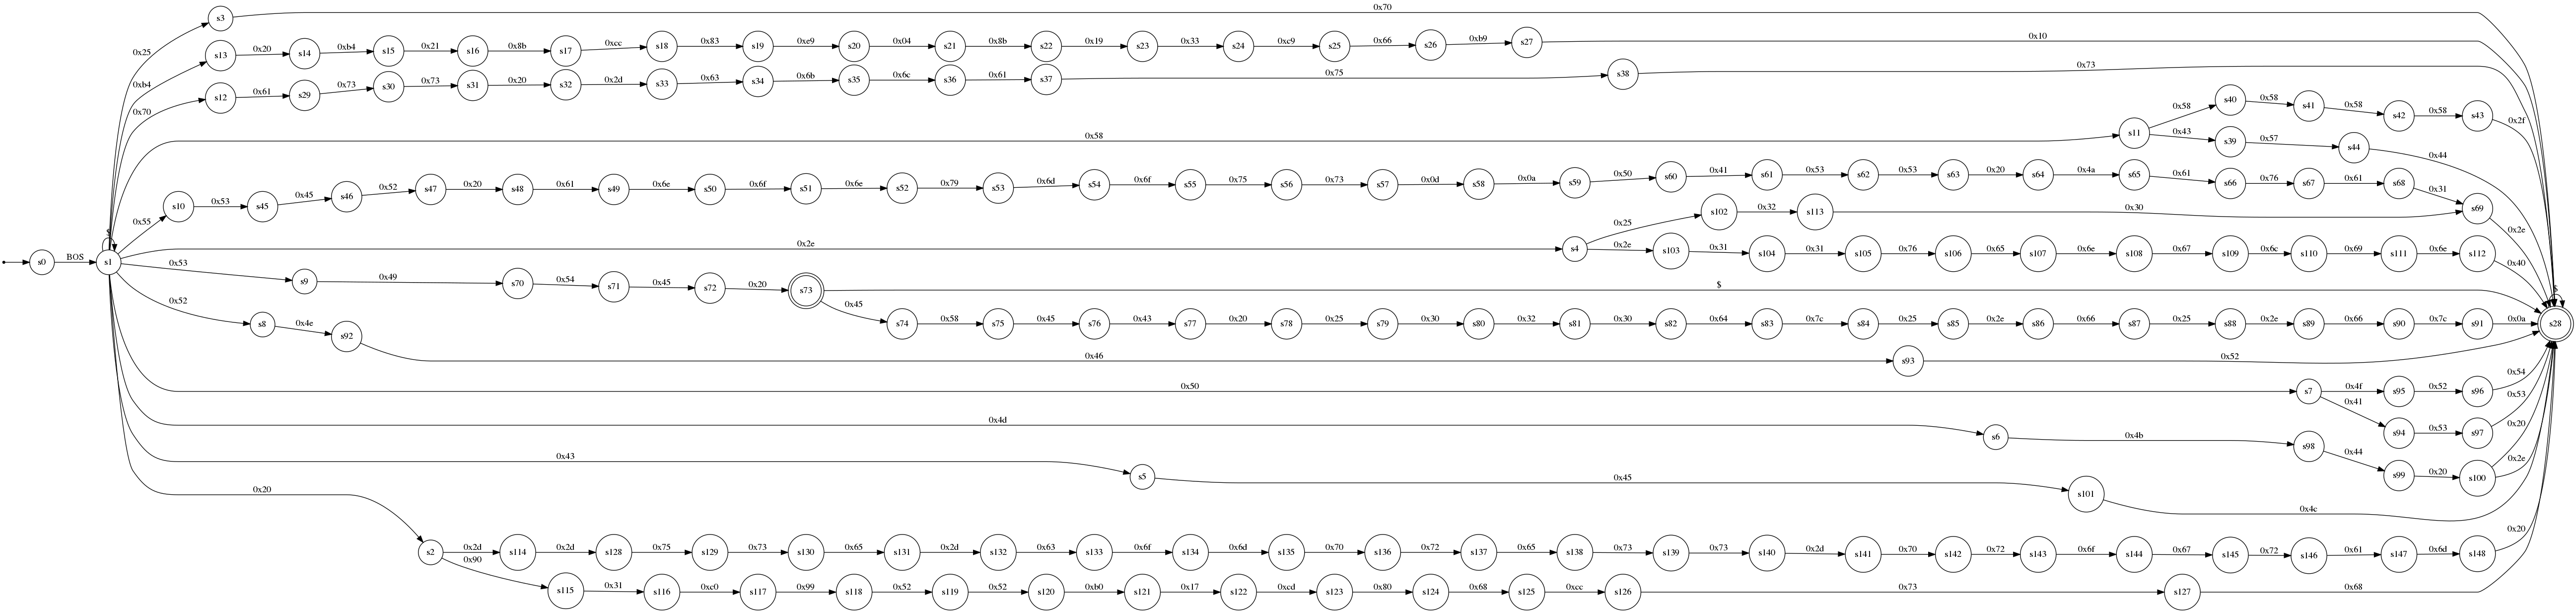 s3 0x70
0x25
s13 0x20 s14 0xb4 s15 0x21 s16 0x8b s17 0xcc s18 0x83 s19 0xe9 s20 0x04 s21 0x8b s22 0x19 s23 0x33 s24 0xc9 s25 0x66 s26 0xb9 s27 0x10
0xb4
s12 0x61 s29 0x73 s30 0x73 s31 0x20 s32 0x2d s33 0x63 s34 0x6b s35 0x6c s36 0x61 s37 0x75 s38 0x73
0x70
0x58 s11 0x58 s40 0x58 s41 0x58 s42 0x58 s43 0x2f
0x43 s39 0x57 s44 0x44
0x55 s10 0x53 s45 0x45 s46 0x52 s47 0x20 s48 0x61 s49 0x6e s50 0x6f s51 0x6e s52 0x79 s53 0x6d s54 0x6f s55 0x75 s56 0x73 s57 0x0d s58 0x0a s59 0x50 s60 0x41 s61 0x53 s62 0x53 s63 0x20 s64 0x4a s65 0x61 s66 0x76 s67 0x61 s68 0x31 s69 0x2e
0x25 s102 0x32 s113 0x30
$
s0 BOS s1 0x2e s4 0x2e s103 0x31 s104 0x31 s105 0x76 s106 0x65 s107 0x6e s108 0x67 s109 0x6c s110 0x69 s111 0x6e s112 0x40
0x53 s9 0x49 s70 0x54 s71 0x45 s72 0x20 s73 $
$
0x45 s74 0x58 s75 0x45 s76 0x43 s77 0x20 s78 0x25 s79 0x30 s80 0x32 s81 0x30 s82 0x64 s83 0x7c s84 0x25 s85 0x2e s86 0x66 s87 0x25 s88 0x2e s89 0x66 s90 0x7c s91 0x0a s28
0x52 s8 0x4e s92 0x46 s93 0x52
0x50 s7 0x4f s95 0x52 s96 0x54
0x41 s94 0x53 s97 0x53
0x4d s6 0x4b s98 0x44 s99 0x20 s100 0x20
0x2e
0x43 s5 0x45 s101 0x4c
0x20 s2 0x2d s114 0x2d s128 0x75 s129 0x73 s130 0x65 s131 0x2d s132 0x63 s133 0x6f s134 0x6d s135 0x70 s136 0x72 s137 0x65 s138 0x73 s139 0x73 s140 0x2d s141 0x70 s142 0x72 s143 0x6f s144 0x67 s145 0x72 s146 0x61 s147 0x6d s148 0x20
0x90 s115 0x31 s116 0xc0 s117 0x99 s118 0x52 s119 0x52 s120 0xb0 s121 0x17 s122 0xcd s123 0x80 s124 0x68 s125 0xcc s126 0x73 s127 0x68